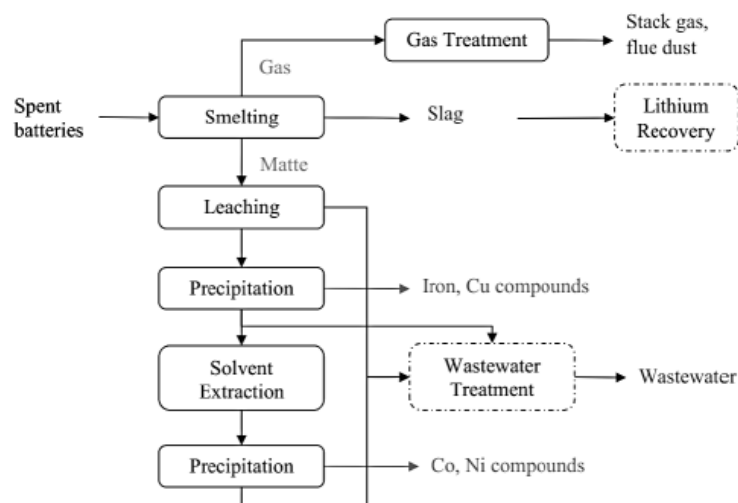 Gas Treatment
Stack gas,
flue dust
Gas
Spent
batteries
Smelting
Slag
Lithium
Recovery
Matte
Leaching
Precipitation
Iron, Cu compounds
Solvent
Extraction
Wastewater
Treatment
Wastewater
Precipitation
Co, Ni compounds